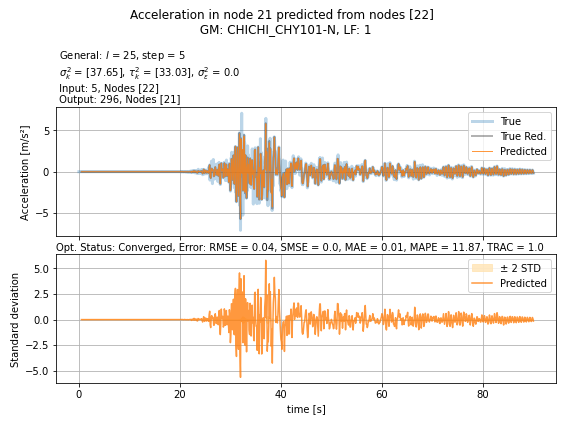 Acceleration in node 21 predicted from nodes [22]
GM: CHICHI_CHY101-N, LF: 1
General: l = 25, step = 5
σ²ₖ = [37.65], τ²ₖ = [33.03], σ²_ε = 0.0
Input: 5, Nodes [22]
Output: 296, Nodes [21]
Acceleration [m/s²]
5
0
−5
True
True Red.
Predicted
Opt. Status: Converged, Error: RMSE = 0.04, SMSE = 0.0, MAE = 0.01, MAPE = 11.87, TRAC = 1.0
Standard deviation
5.0
2.5
0.0
−2.5
−5.0
± 2 STD
Predicted
0 20 40 60 80
time [s]